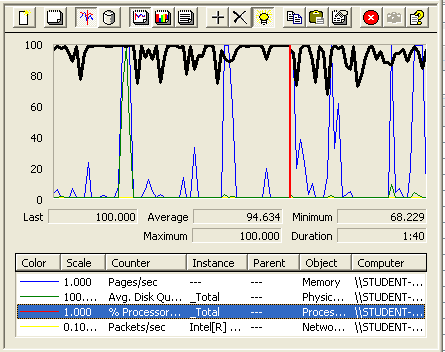 100
80
60
40
20
0
Last 100.000 Average 94.634 Minimum 68.229
Maximum 100.000 Duration 1:40
Color Scale Counter Instance Parent Object Computer
1.000 Pages/sec --- --- Memory \\STUDENT-...
100.... Avg. Disk Qu... _Total --- Physic... \\STUDENT-...
1.000 % Processor... _Total --- Proces... \\STUDENT-...
0.10... Packets/sec Intel[R] ... --- Netwo... \\STUDENT-...